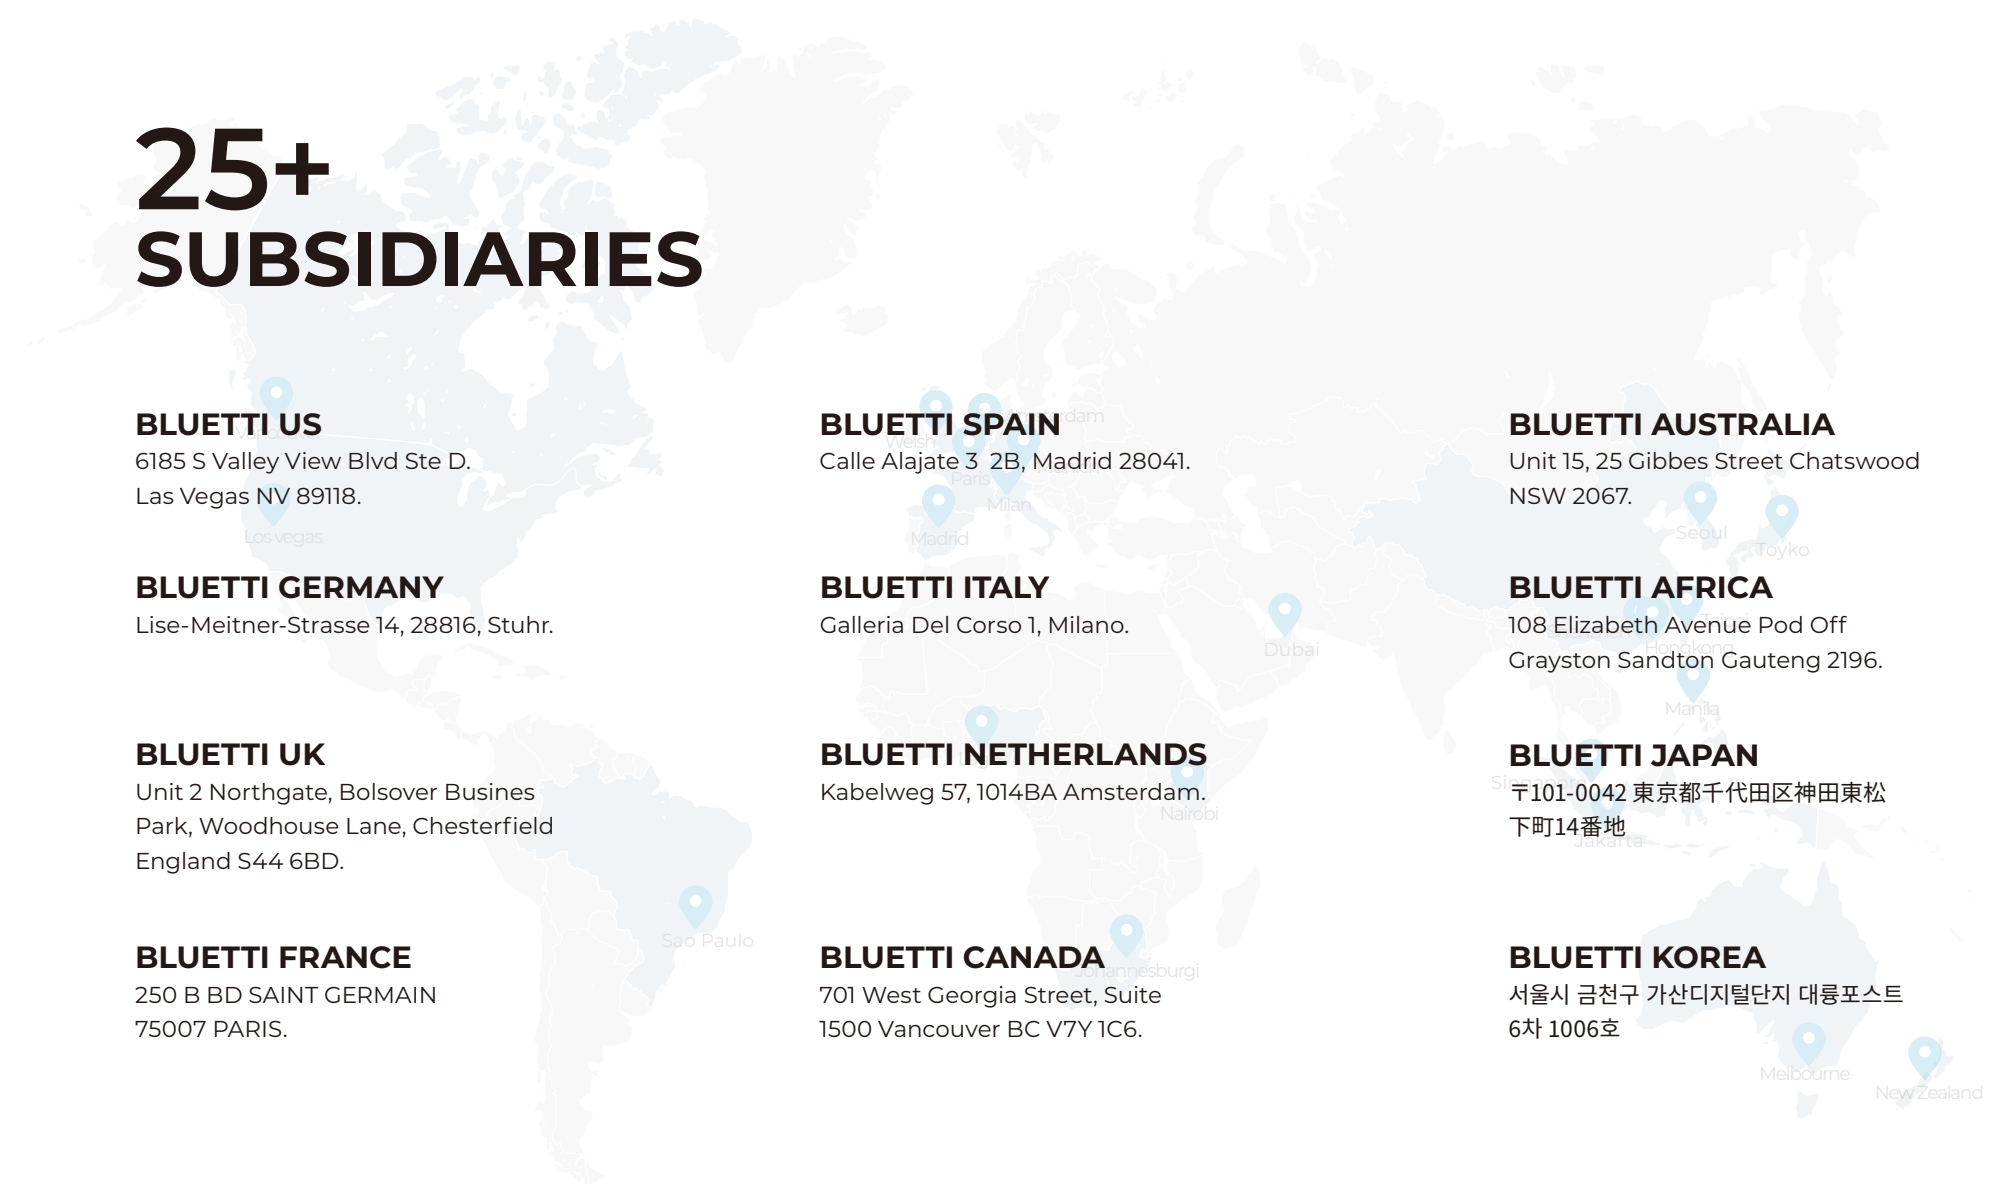 25+
SUBSIDIARIES
BLUETTI US
6185 S Valley View Blvd Ste D.
Las Vegas NV 89118.
BLUETTI GERMANY
Lise-Meitner-Strasse 14, 28816, Stuhr.
BLUETTI UK
Unit 2 Northgate, Bolsover Busines
Park, Woodhouse Lane, Chesterfield
England S44 6BD.
BLUETTI FRANCE
250 B BD SAINT GERMAIN
75007 PARIS.
BLUETTI SPAIN
Calle Alajate 3  2B, Madrid 28041.
BLUETTI ITALY
Galleria Del Corso 1, Milano.
BLUETTI NETHERLANDS
Kabelweg 57, 1014BA Amsterdam.
BLUETTI CANADA
701 West Georgia Street, Suite
1500 Vancouver BC V7Y 1C6.
BLUETTI AUSTRALIA
Unit 15, 25 Gibbes Street Chatswood
NSW 2067.
BLUETTI AFRICA
108 Elizabeth Avenue Pod Off
Grayston Sandton Gauteng 2196.
BLUETTI JAPAN
〒101-0042 東京都千代田区神田東松
下町14番地
BLUETTI KOREA
서울시 금천구 가산디지털단지 대륭포스트
6차 1006호
Vancouver
Los vegas
Sao Paulo
Welsh
Amsterdam
Paris
Milan
Madrid
Dubai
Nairobi
Johannesburgi
Seoul
Toyko
Hongkong
Manila
Singapore
Jakarta
Melbourne
New Zealand